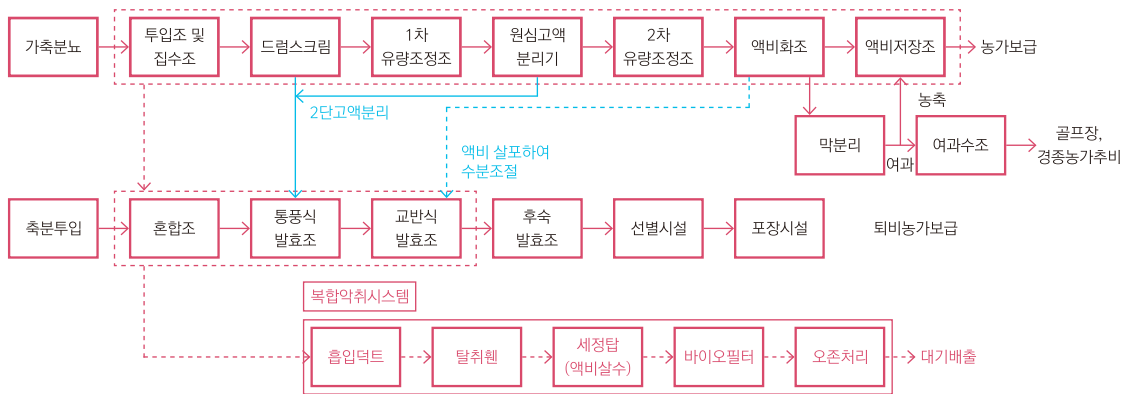 가축분뇨
투입조 및
집수조
드럼스크림
1차
유량조정조
원심고액
분리기
2차
유량조정조
액비화조
액비저장조
농가보급
2단고액분리
농축
막분리
여과
여과수조
골프장,
경종농가추비
액비 살포하여
수분조절
축분투입
혼합조
통풍식
발효조
교반식
발효조
후숙
발효조
선별시설
포장시설
퇴비농가보급
복합악취시스템
흡입덕트
탈취휀
세정탑
(액비살수)
바이오필터
오존처리
대기배출